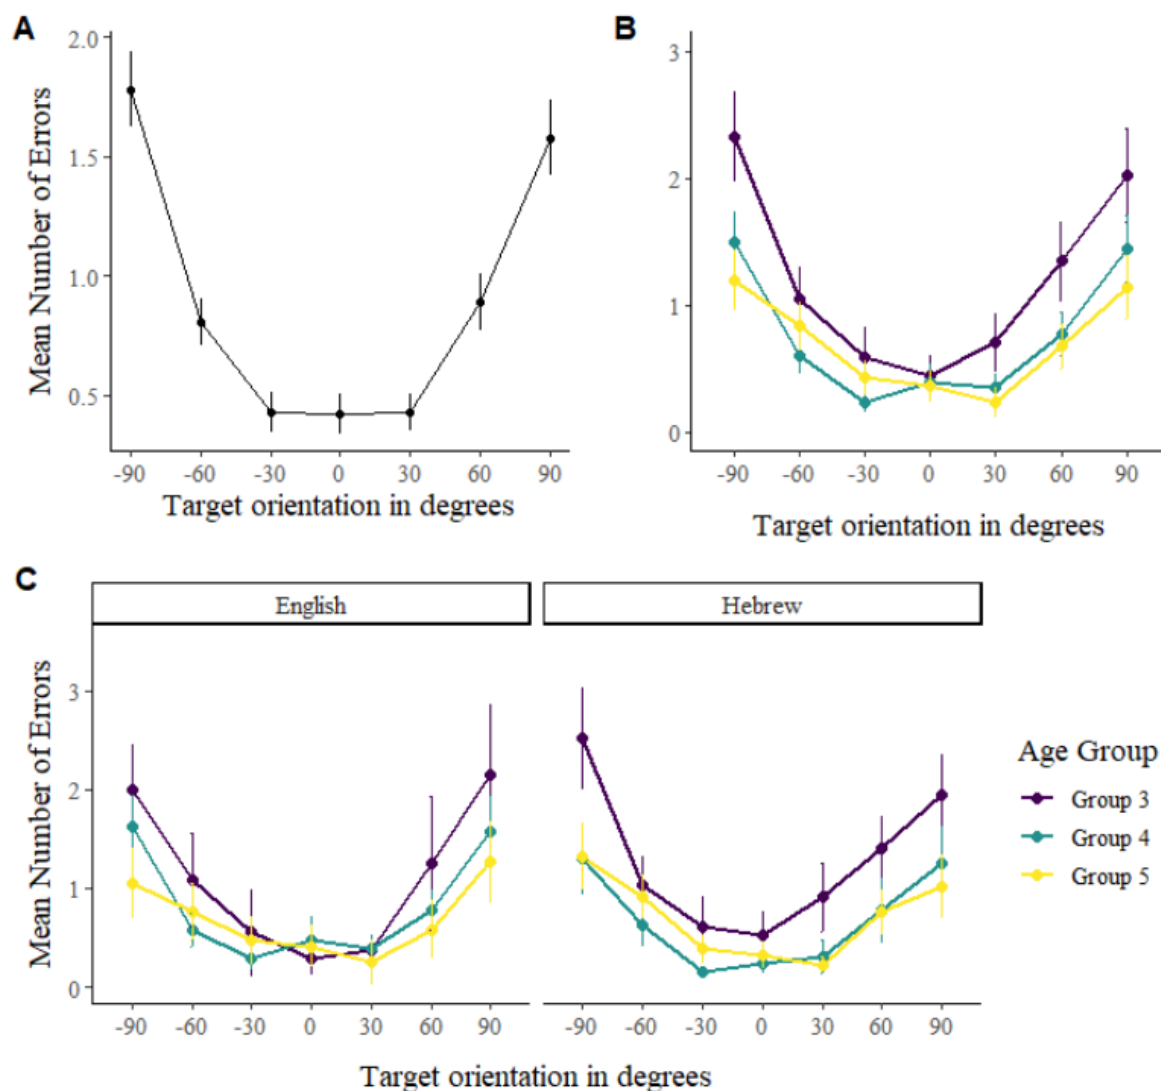 A
2.0
1.5
1.0
0.5
Mean Number of Errors
-90 -60 -30 0 30 60 90
Target orientation in degrees
B
3
2
1
0
-90 -60 -30 0 30 60 90
Target orientation in degrees
C
English
Hebrew
3
2
1
0
Mean Number of Errors
-90 -60 -30 0 30 60 90
-90 -60 -30 0 30 60 90
Target orientation in degrees
Age Group
Group 3
Group 4
Group 5